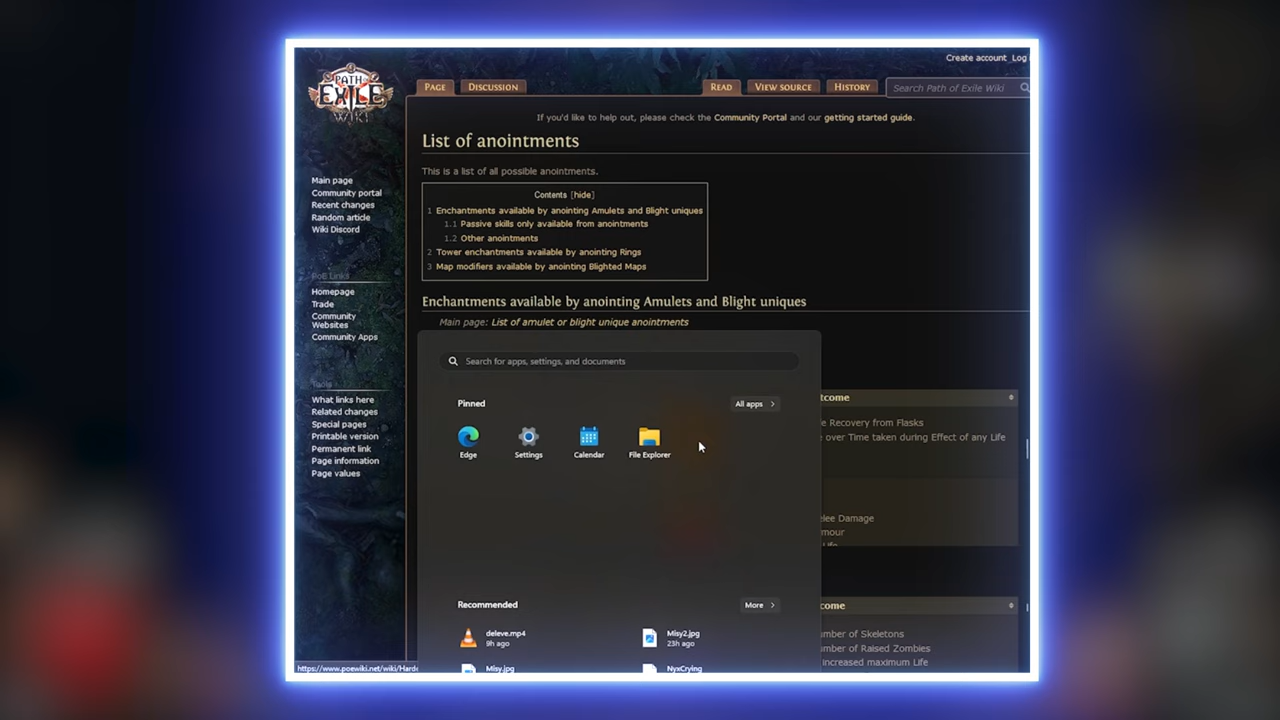 Create account Log
PATH OF EXILE WIKI
PAGE DISCUSSION READ VIEW SOURCE HISTORY Search Path of Exile Wiki
If you'd like to help out, please check the Community Portal and our getting started guide.
List of anointments
This is a list of all possible anointments.
Contents [hide]
1 Enchantments available by anointing Amulets and Blight uniques
1.1 Passive skills only available from anointments
1.2 Other anointments
2 Tower enchantments available by anointing Rings
3 Map modifiers available by anointing Blighted Maps
Main page
Community portal
Recent changes
Random article
Wiki Discord
PoE Links
Homepage
Trade
Community
Websites
Community Apps
Tools
What links here
Related changes
Special pages
Printable version
Permanent link
Page information
Page values
Enchantments available by anointing Amulets and Blight uniques
Main page: List of amulet or blight unique anointments
Search for apps, settings, and documents
Pinned All apps
Edge Settings Calendar File Explorer
Recommended More
deleve.mp4
9h ago
Misy2.jpg
23h ago
Misy.jpg
NyxCrying
tcome
e Recovery from Flasks
over Time taken during Effect of any Life
elee Damage
mour
Life
come
umber of Skeletons
umber of Raised Zombies
increased maximum Life
https://www.poewiki.net/wiki/Hard